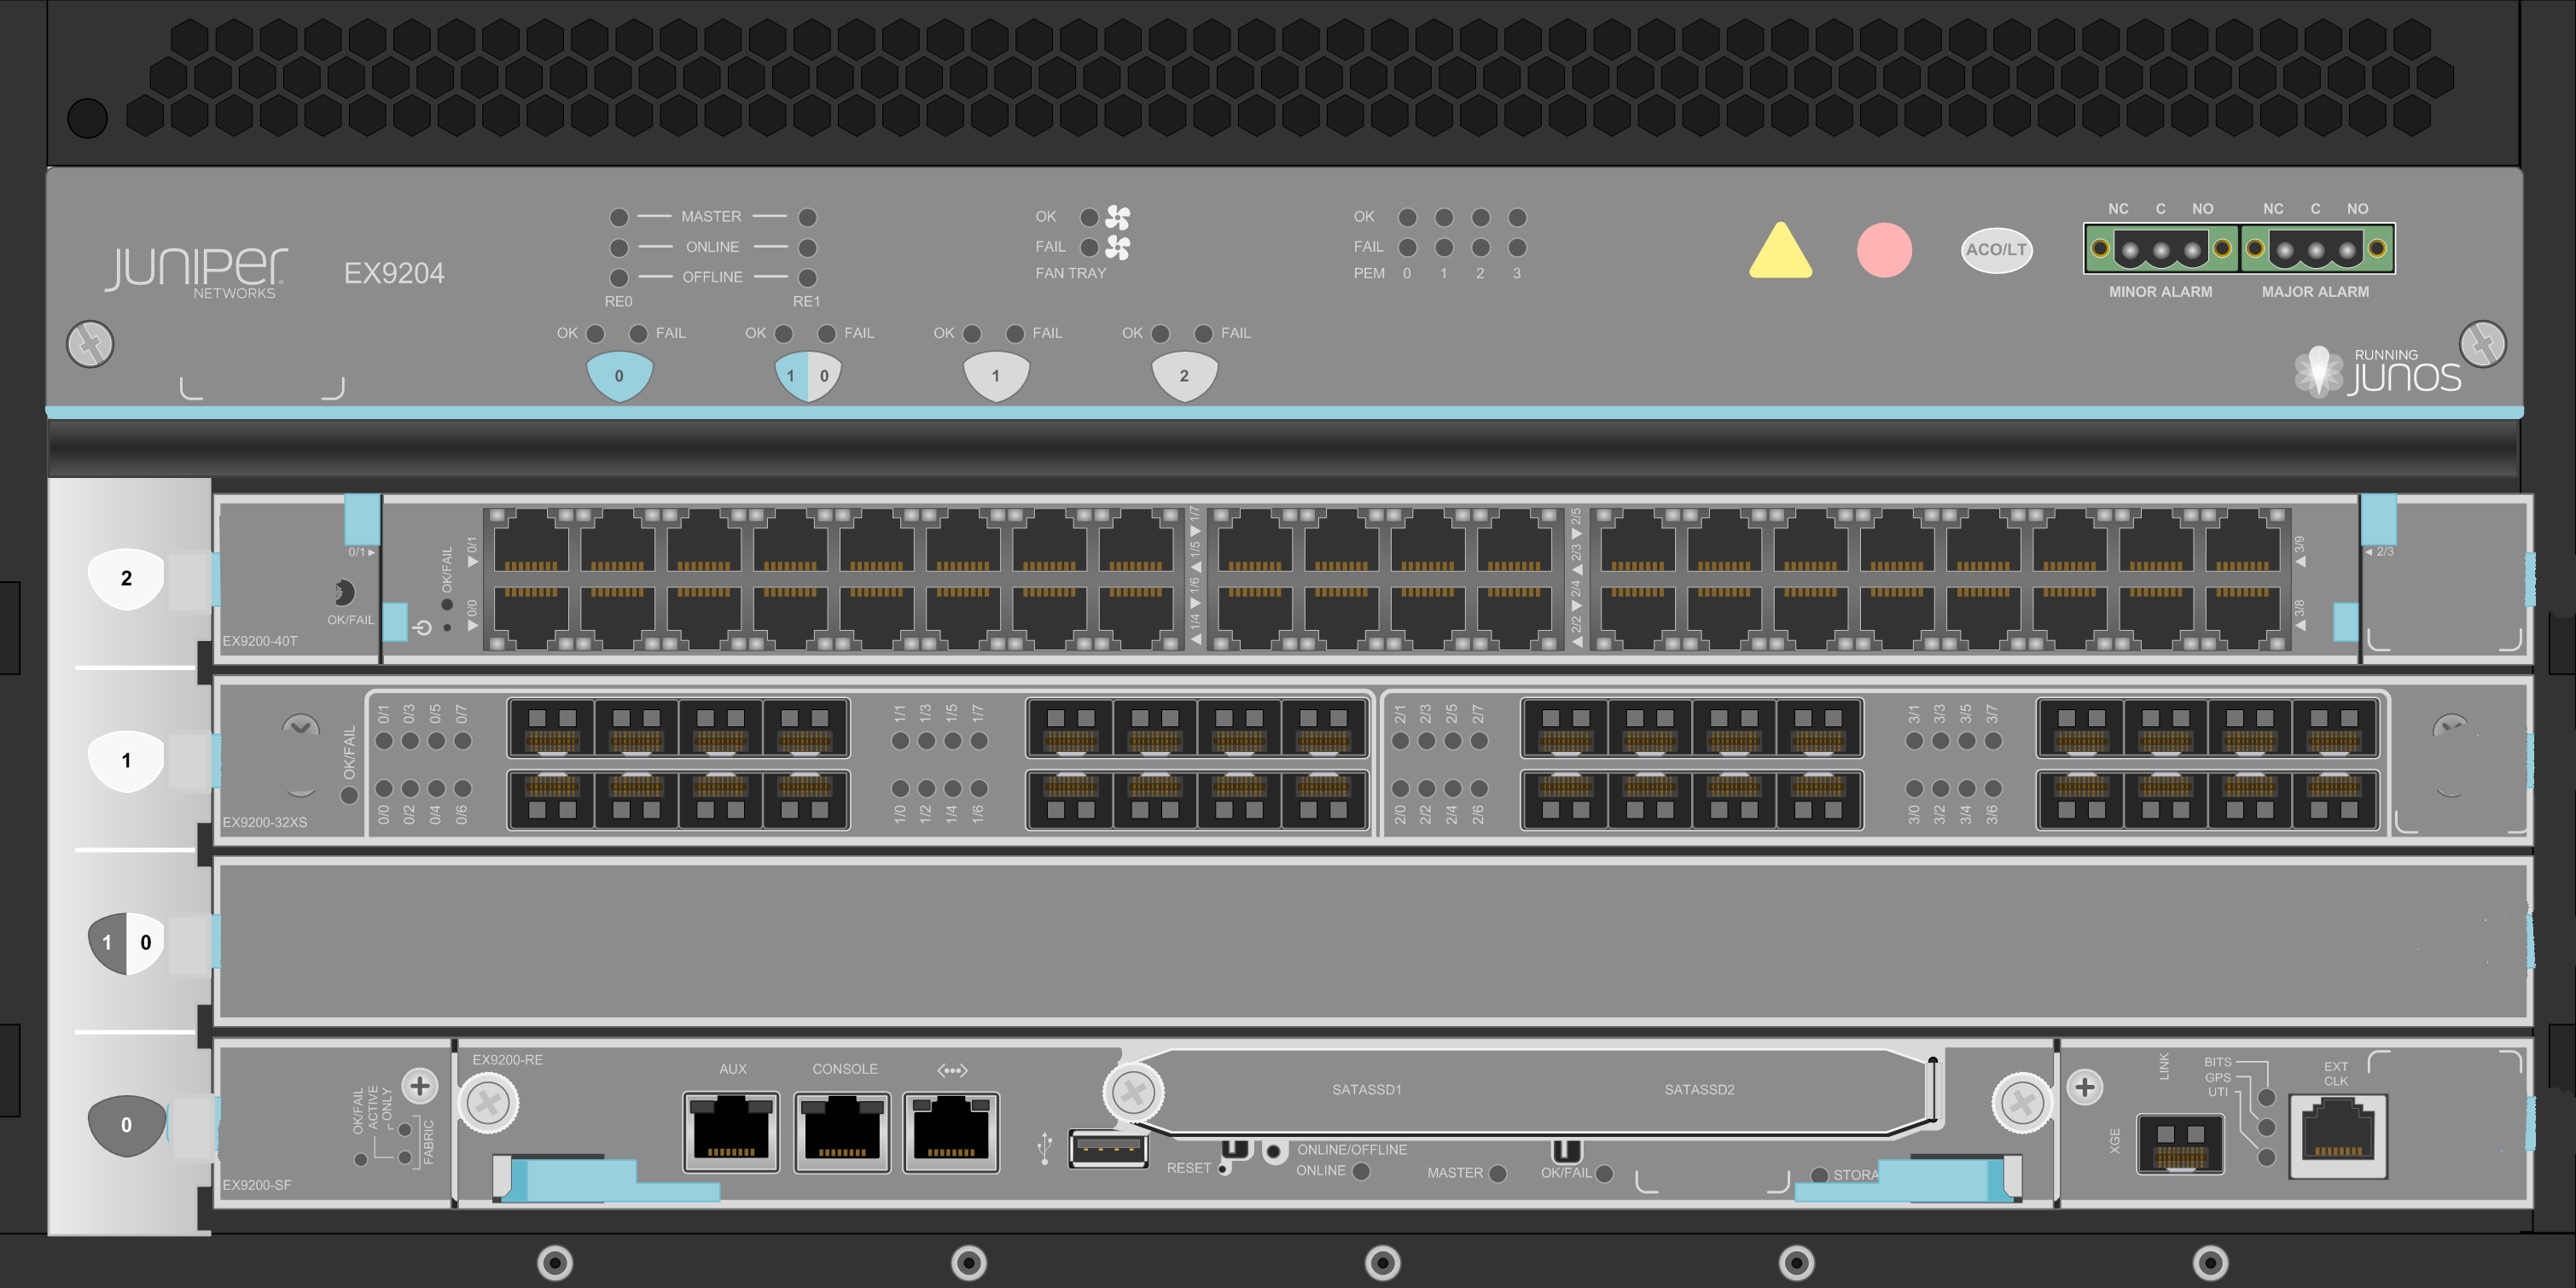 MASTER
ONLINE
OFFLINE
RE0 RE1
OK
FAIL
FAN TRAY
OK
FAIL
PEM 0 1 2 3
ACO/LT
NC C NO NC C NO
MINOR ALARM MAJOR ALARM
JUNIPER
NETWORKS
EX9204
OK FAIL OK FAIL OK FAIL OK FAIL
0 1 0 1 2
RUNNING
JUNOS
2
0/1
OK/FAIL
EX9200-40T
OK/FAIL
0/1
0/0
1/5 1/7
1/4 1/6
2/3 2/5
2/2 2/4
3/9
3/8
2/3
1
EX9200-32XS
OK/FAIL
0/1 0/3 0/5 0/7
0/0 0/2 0/4 0/6
1/1 1/3 1/5 1/7
1/0 1/2 1/4 1/6
2/1 2/3 2/5 2/7
2/0 2/2 2/4 2/6
3/1 3/3 3/5 3/7
3/0 3/2 3/4 3/6
1 0
0
EX9200-SF
OK/FAIL
ACTIVE
ONLY
FABRIC
EX9200-RE
AUX CONSOLE
SATASSD1 SATASSD2
RESET
ONLINE/OFFLINE
ONLINE
MASTER
OK/FAIL
STORA
LINK
XGE
BITS
GPS
UTI
EXT
CLK